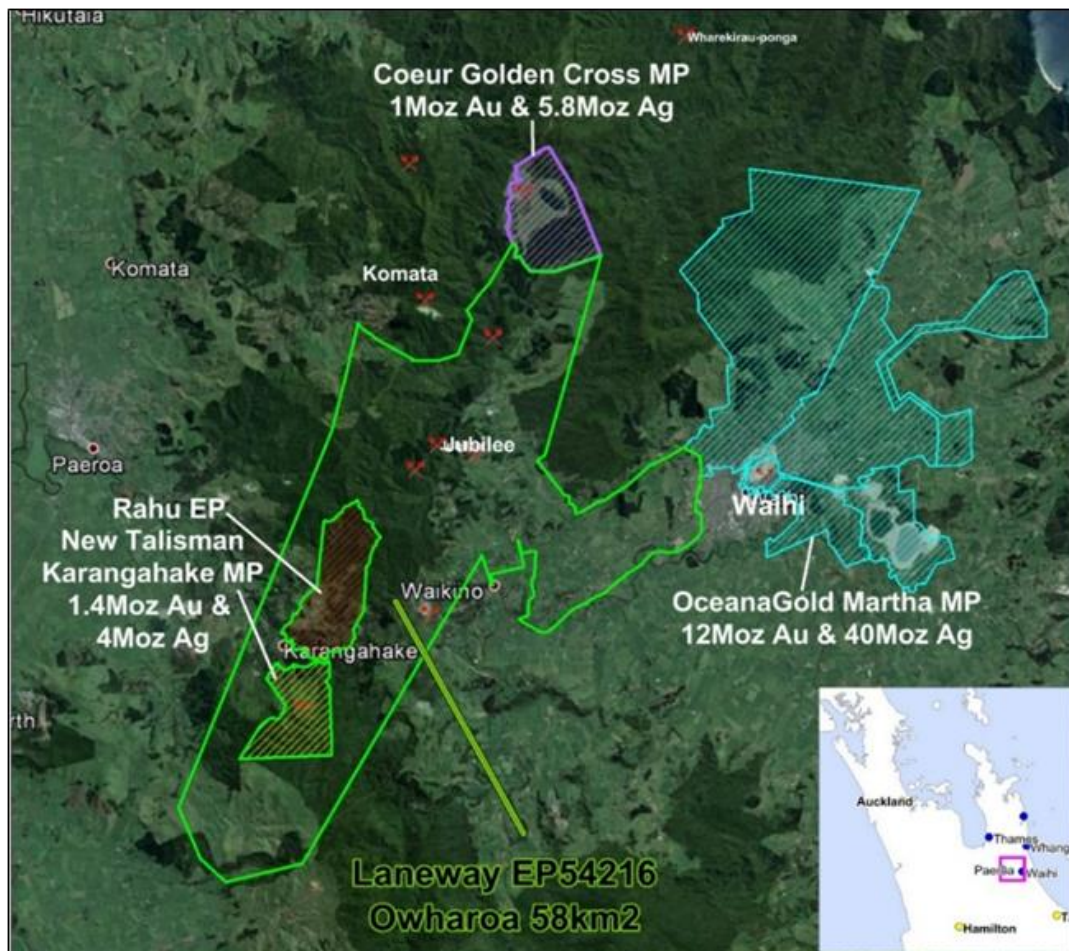 Hikutaia
Wharekirau-ponga
Coeur Golden Cross MP
1Moz Au & 5.8Moz Ag
Komata
Komata
Jubilee
Paeroa
Rahu EP
New Talisman
Karangahake MP
1.4Moz Au &
4Moz Ag
Waikino
Waihi
Karangahake
OceanaGold Martha MP
12Moz Au & 40Moz Ag
rth
Laneway EP54216
Owharoa 58km2
Auckland
Thames
Whang
Waihi
Hamilton
T